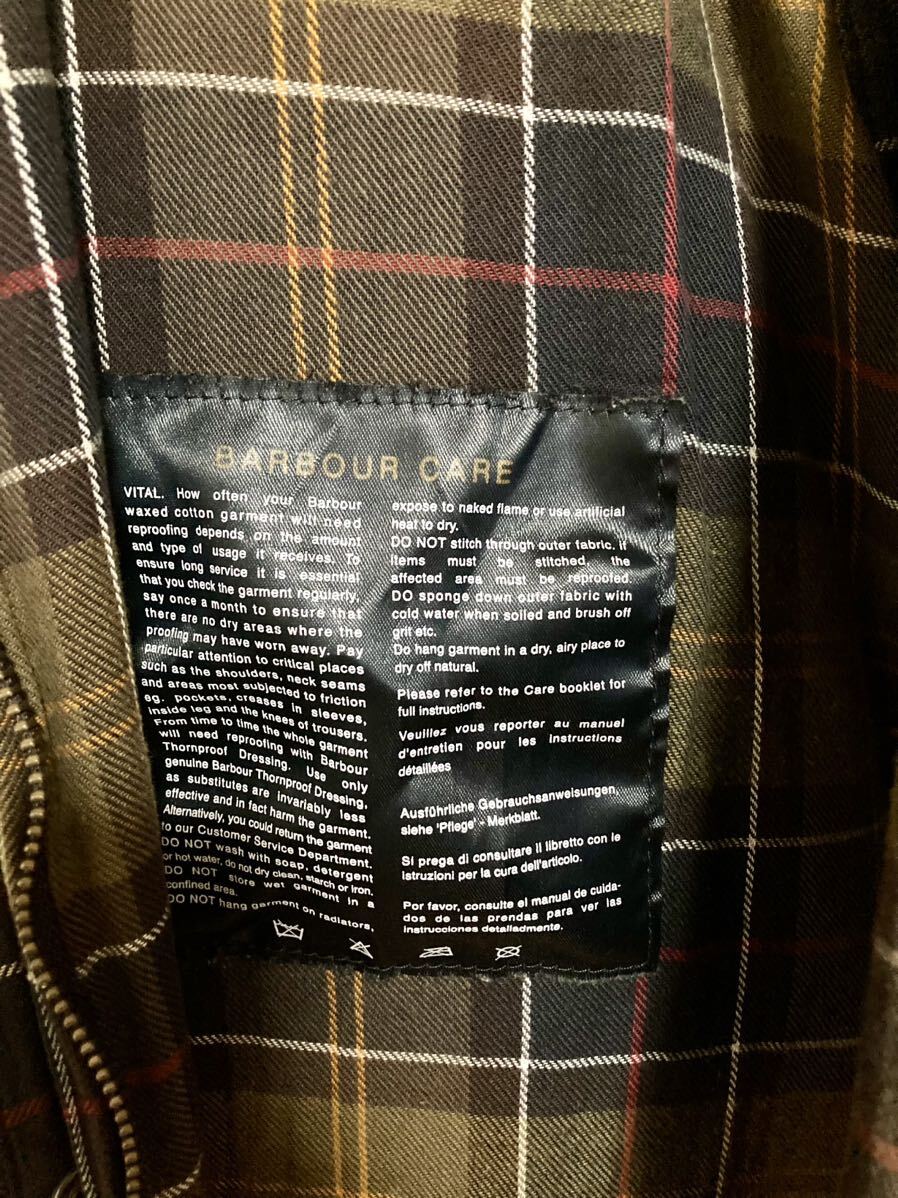 BARBOUR CARE
VITAL. How often your Barbour
waxed cotton garment will need
reproofing depends on the amount
and type of usage it receives. To
ensure long service it is essential
that you check the garment regularly,
say once a month to ensure that
there are no dry areas where the
proofing may have worn away. Pay
particular attention to critical places
such as the shoulders, neck seams
and areas most subjected to friction
eg. pockets, creases in sleeves,
inside leg and the knees of trousers.
From time to time the whole garment
will need reproofing with Barbour
Thornproof Dressing. Use only
genuine Barbour Thornproof Dressing,
as substitutes are invariably less
effective and in fact harm the garment.
Alternatively, you could return the garment
to our Customer Service Department.
DO NOT wash with soap, detergent
or hot water, do not dry clean, starch or iron.
DO NOT store wet garment in a
confined area.
DO NOT hang garment on radiators,
expose to naked flame or use artificial
heat to dry.
DO NOT stitch through outer fabric. If
items must be stitched, the
affected area must be reproofed.
DO sponge down outer fabric with
cold water when soiled and brush off
grit etc.
Do hang garment in a dry, airy place to
dry off natural.
Please refer to the Care booklet for
full instructions.
Veuillez vous reporter au manuel
d'entretien pour les instructions
détaillées
Ausführliche Gebrauchsanweisungen,
siehe 'Pflege' - Merkblatt.
Si prega di consultare il libretto con le
istruzioni per la cura dell'articolo.
Por favor, consulte el manual de cuida-
dos de las prendas para ver las
instrucciones detalladmente.